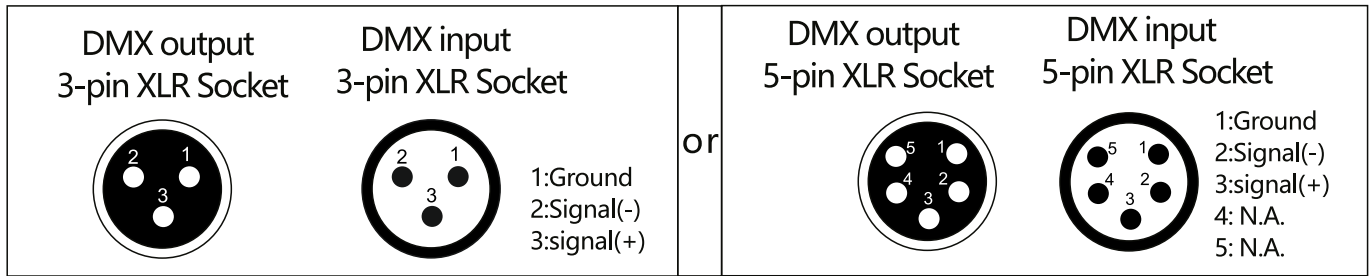 DMX output
3-pin XLR Socket
DMX input
3-pin XLR Socket
2 1
3
2 1
3
1:Ground
2:Signal(-)
3:signal(+)
or
DMX output
5-pin XLR Socket
DMX input
5-pin XLR Socket
5 1
4 2
3
5 1
4 2
3
1:Ground
2:Signal(-)
3:signal(+)
4: N.A.
5: N.A.